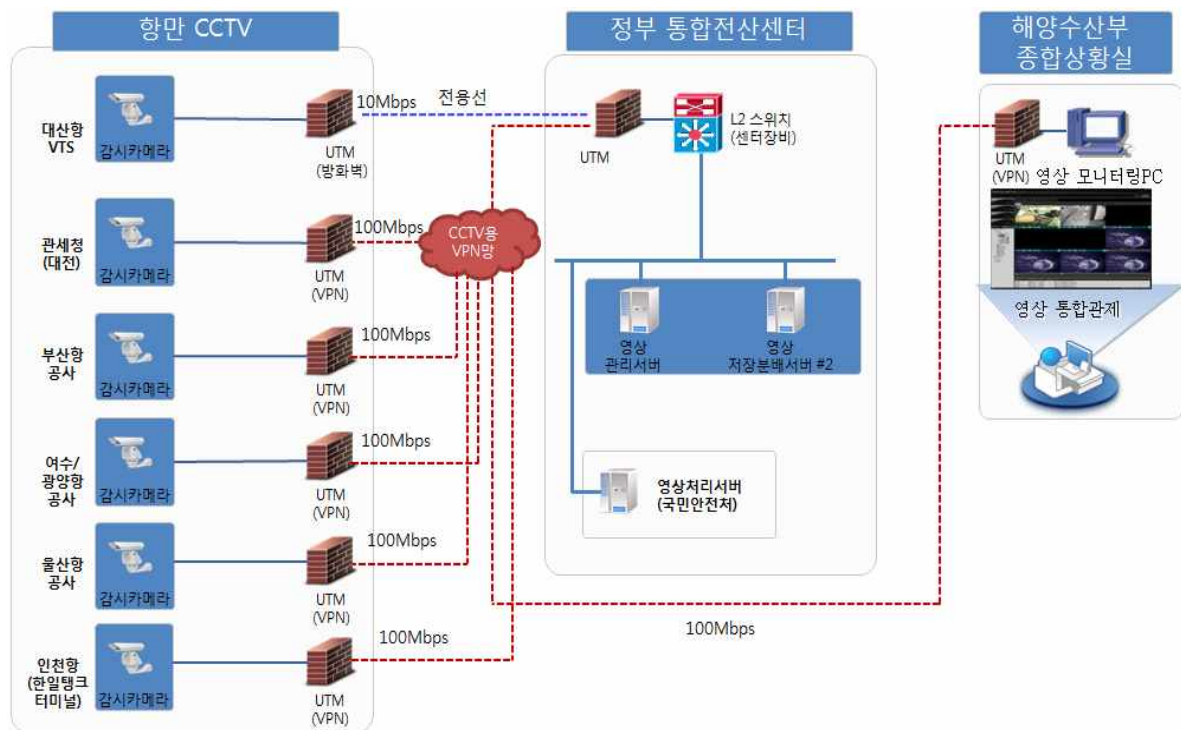 항만 CCTV
대산항
VTS
감시카메라
10Mbps
전용선
UTM
(방화벽)
관세청
(대전)
감시카메라
100Mbps
UTM
(VPN)
부산항
공사
감시카메라
100Mbps
UTM
(VPN)
여수/
광양항
공사
감시카메라
100Mbps
UTM
(VPN)
울산항
공사
감시카메라
100Mbps
UTM
(VPN)
인천항
(한일탱크
터미널)
감시카메라
100Mbps
UTM
(VPN)
CCTV용
VPN망
정부 통합전산센터
UTM
L2 스위치
(센터장비)
영상
관리서버
영상
저장분배서버 #2
영상처리서버
(국민안전처)
100Mbps
해양수산부
종합상황실
UTM
(VPN)
영상 모니터링PC
영상 통합관제